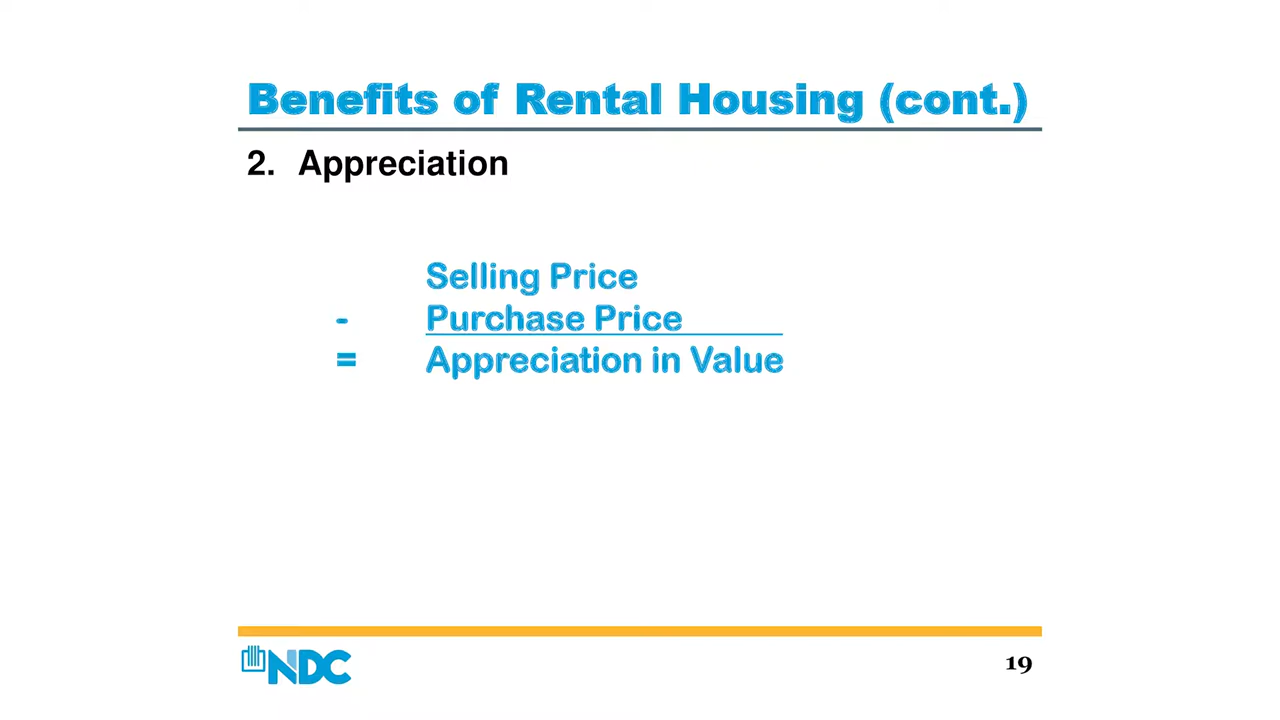 Benefits of Rental Housing (cont.)
2. Appreciation
Selling Price
- Purchase Price
= Appreciation in Value
NDC
19